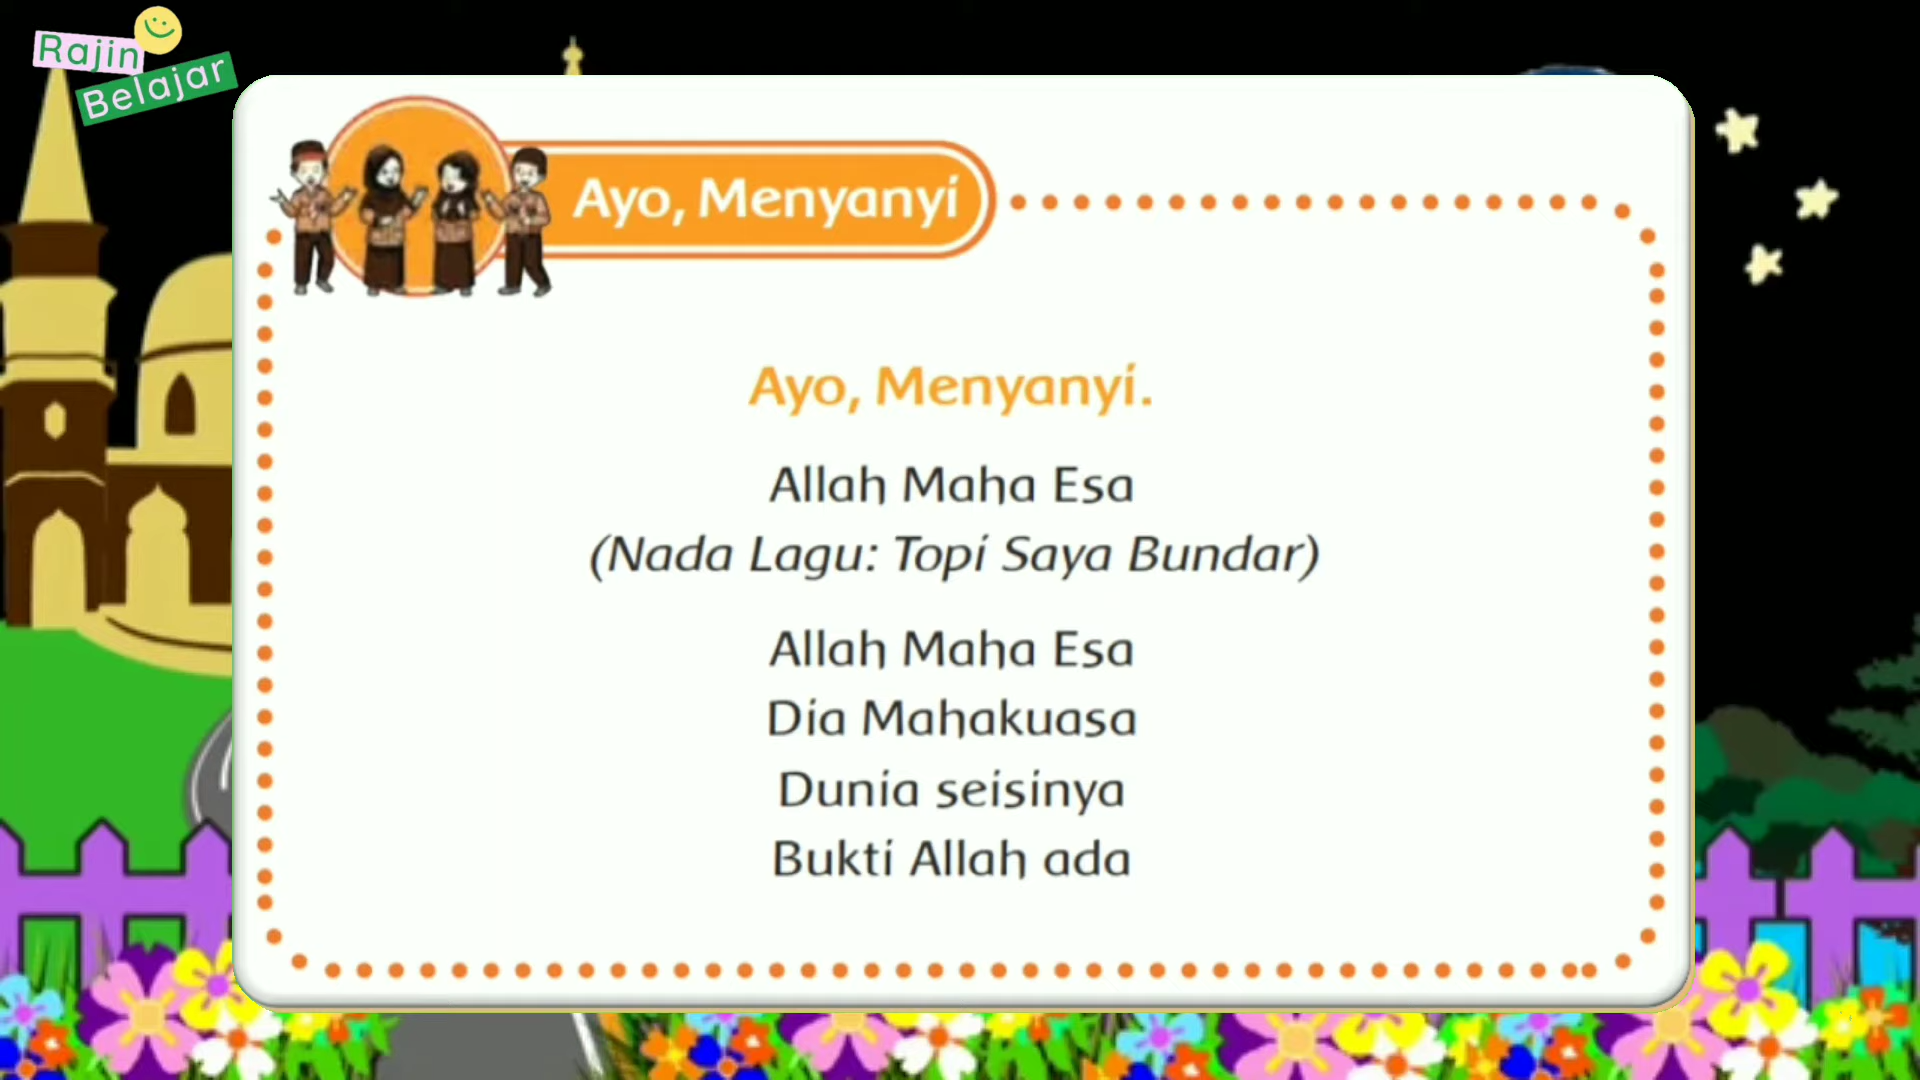 Rajin
Belajar
Ayo, Menyanyi
Ayo, Menyanyi.
Allah Maha Esa
(Nada Lagu: Topi Saya Bundar)
Allah Maha Esa
Dia Mahakuasa
Dunia seisinya
Bukti Allah ada